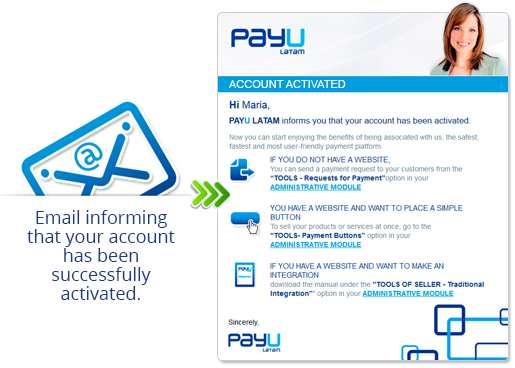 Email informing
that your account
has been
successfully
activated.
PAYU
LATAM
ACCOUNT ACTIVATED
Hi Maria,
PAYU LATAM informs you that your account has been activated.
Now you can start enjoying the benefits of being associated with us, the safest,
fastest and most user-friendly payment platform.
IF YOU DO NOT HAVE A WEBSITE,
You can send a payment request to your customers from the
"TOOLS - Requests for Payment"option in your
ADMINISTRATIVE MODULE
YOU HAVE A WEBSITE AND WANT TO PLACE A SIMPLE
BUTTON
To sell your products or services at once, go to the
"TOOLS- Payment Buttons" option in your
ADMINISTRATIVE MODULE
IF YOU HAVE A WEBSITE AND WANT TO MAKE AN
INTEGRATION
download the manual under the "TOOLS OF SELLER - Traditional
Integration"" option in your ADMINISTRATIVE MODULE
Sincerely,
PAYU
LATAM